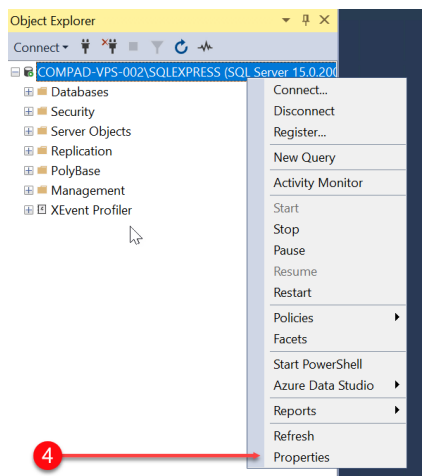 Object Explorer
Connect
COMPAD-VPS-002\SQLEXPRESS (SQL Server 15.0.200
Databases
Security
Server Objects
Replication
PolyBase
Management
XEvent Profiler
Connect...
Disconnect
Register...
New Query
Activity Monitor
Start
Stop
Pause
Resume
Restart
Policies
Facets
Start PowerShell
Azure Data Studio
Reports
Refresh
Properties
4